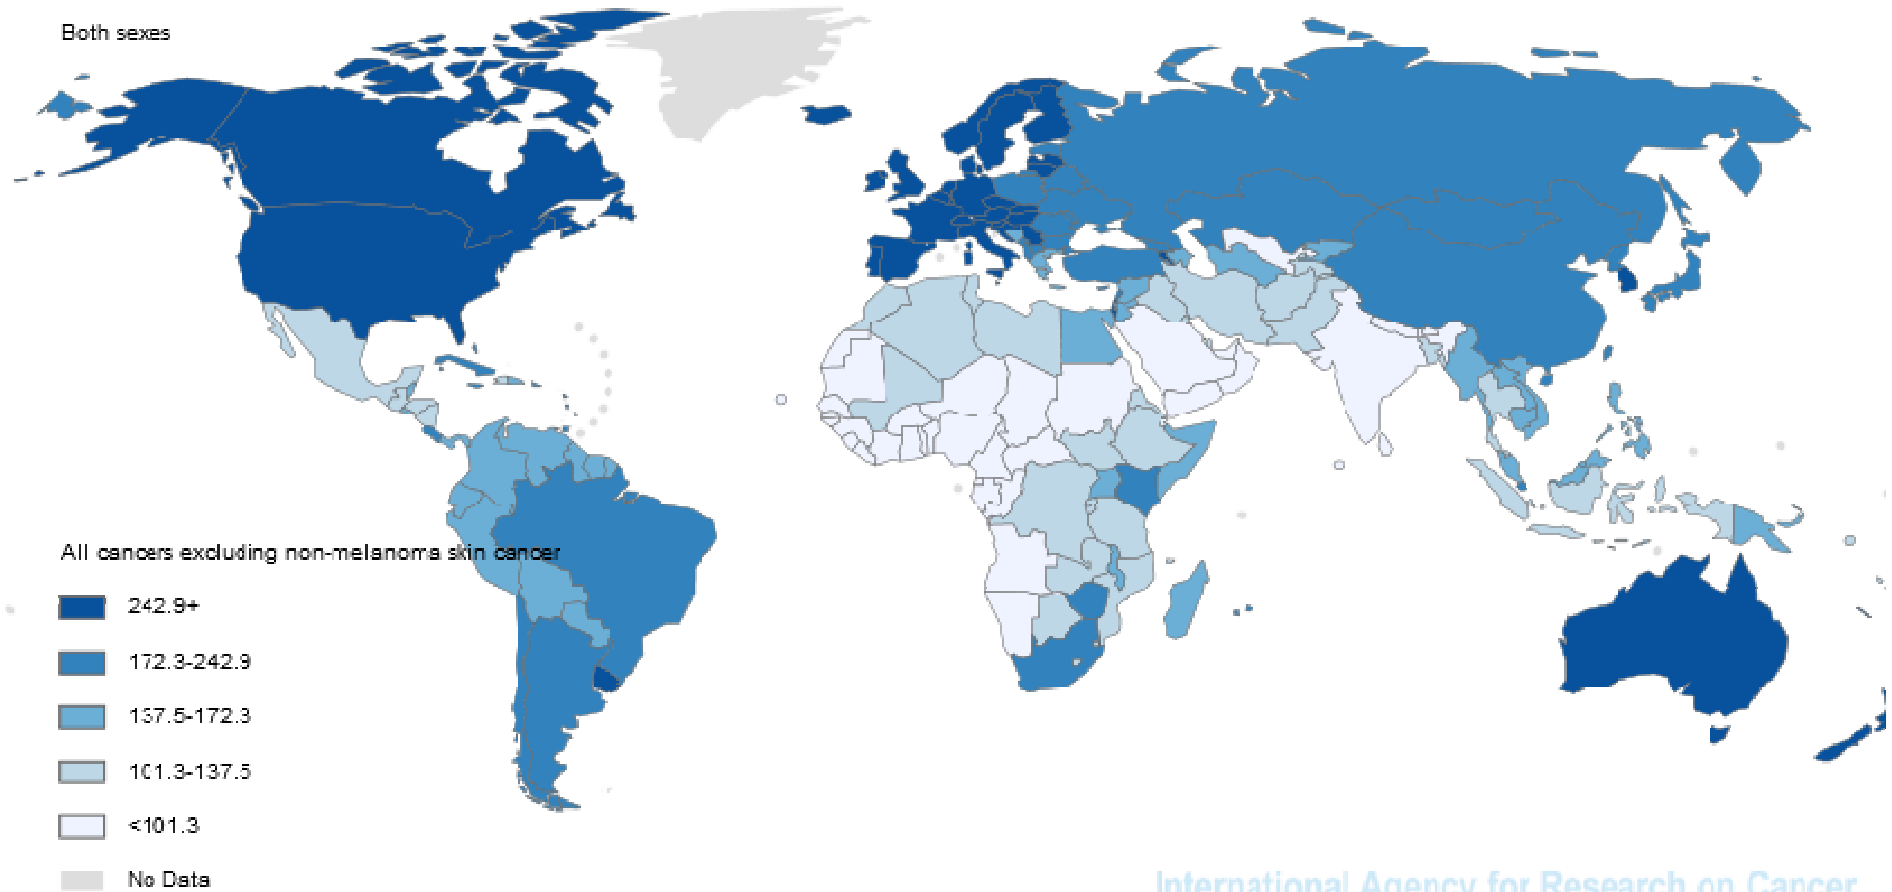 Both sexes
All cancers excluding non-melanoma skin cancer
242.9+
172.3-242.9
137.5-172.3
101.3-137.5
<101.3
No Data
International Agency for Research on Cancer